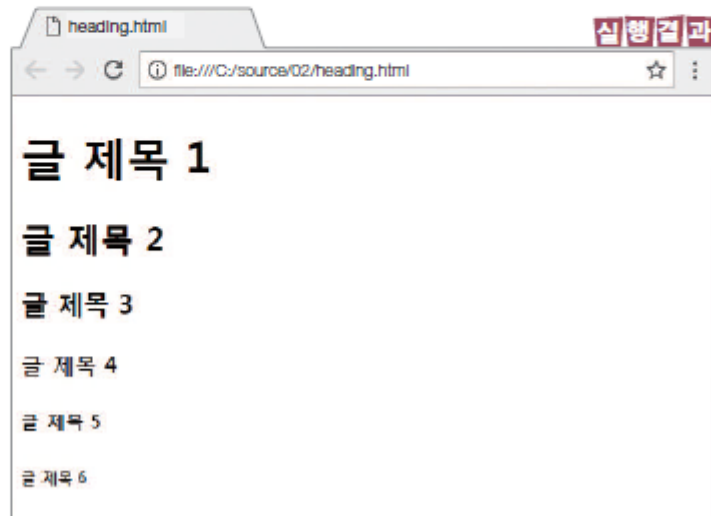 heading.html
실행결과
file:///C:/source/02/heading.html
글 제목 1
글 제목 2
글 제목 3
글 제목 4
글 제목 5
글 제목 6